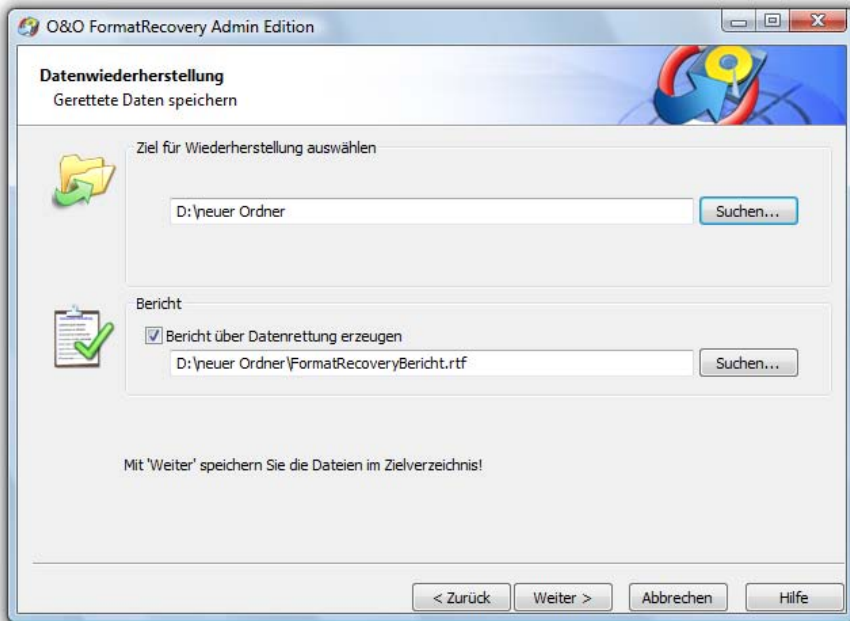 O&O FormatRecovery Admin Edition
Datenwiederherstellung
Gerettete Daten speichern
Ziel für Wiederherstellung auswählen
D:\neuer Ordner
Suchen...
Bericht
Bericht über Datenrettung erzeugen
D:\neuer Ordner\FormatRecoveryBericht.rtf
Suchen...
Mit 'Weiter' speichern Sie die Dateien im Zielverzeichnis!
< Zurück
Weiter >
Abbrechen
Hilfe